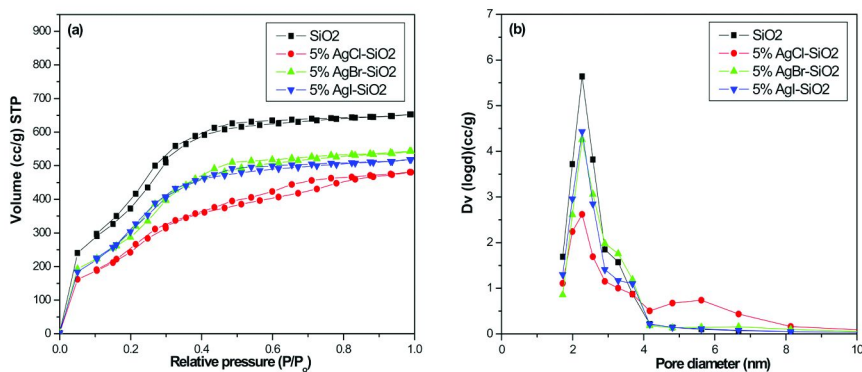 (a)
SiO2
5% AgCl-SiO2
5% AgBr-SiO2
5% AgI-SiO2
Volume (cc/g) STP
900
800
700
600
500
400
300
200
100
0
0.0 0.2 0.4 0.6 0.8 1.0
Relative pressure (P/Po)
(b)
SiO2
5% AgCl-SiO2
5% AgBr-SiO2
5% AgI-SiO2
Dv (logd)(cc/g)
7
6
5
4
3
2
1
0
0 2 4 6 8 10
Pore diameter (nm)